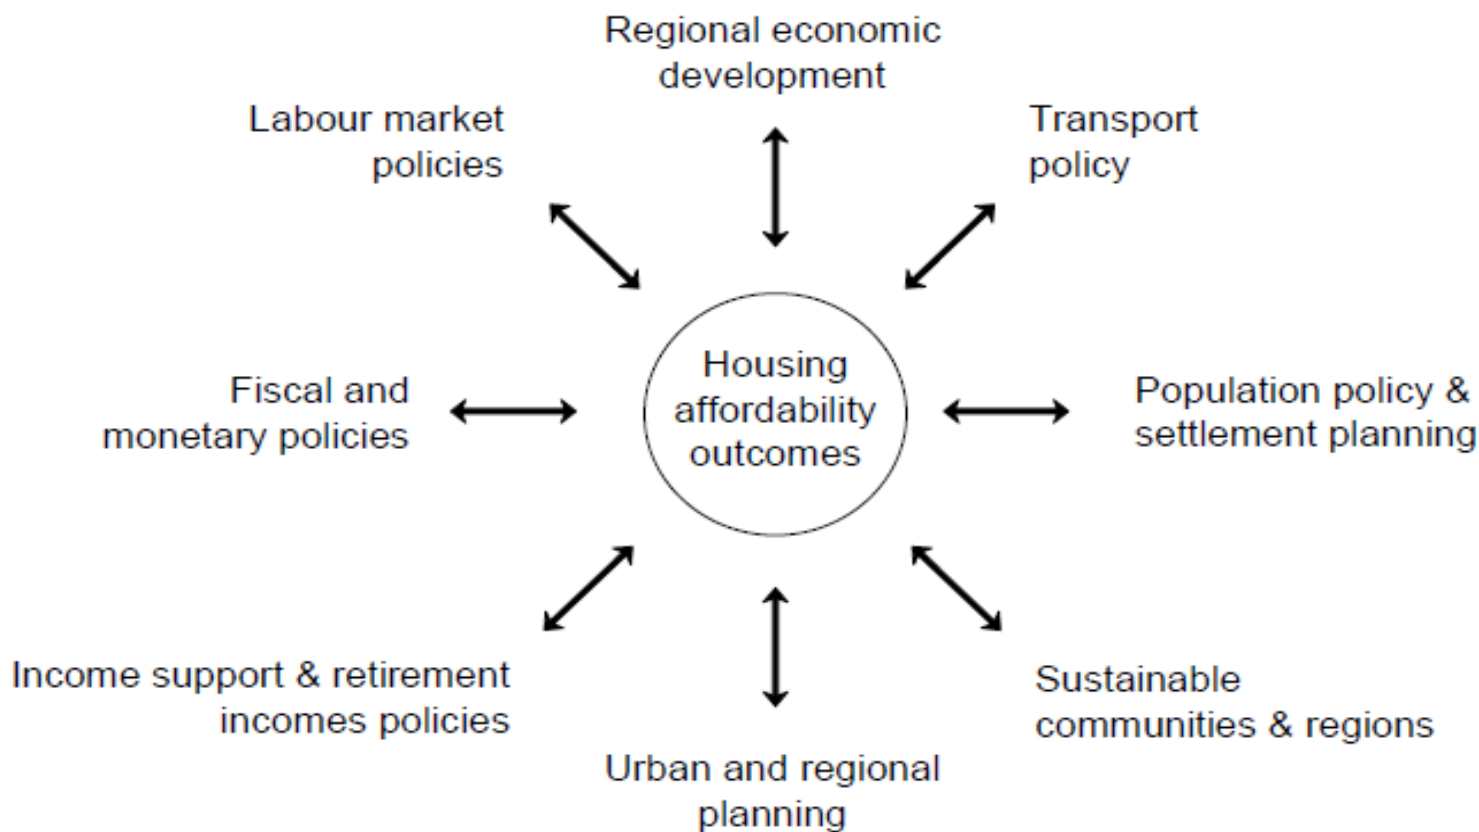 Regional economic
development
Labour market
policies
Transport
policy
Housing
affordability
outcomes
Fiscal and
monetary policies
Population policy &
settlement planning
Income support & retirement
incomes policies
Sustainable
communities & regions
Urban and regional
planning